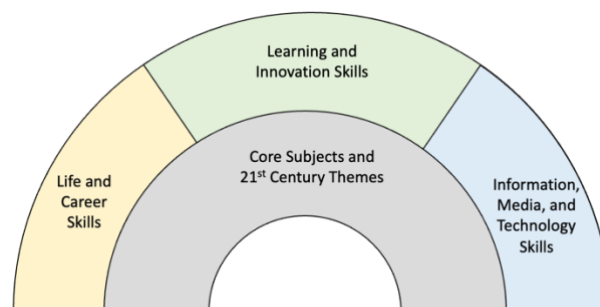 Learning and
Innovation Skills
Core Subjects and
21st Century Themes
Life and
Career
Skills
Information,
Media, and
Technology
Skills